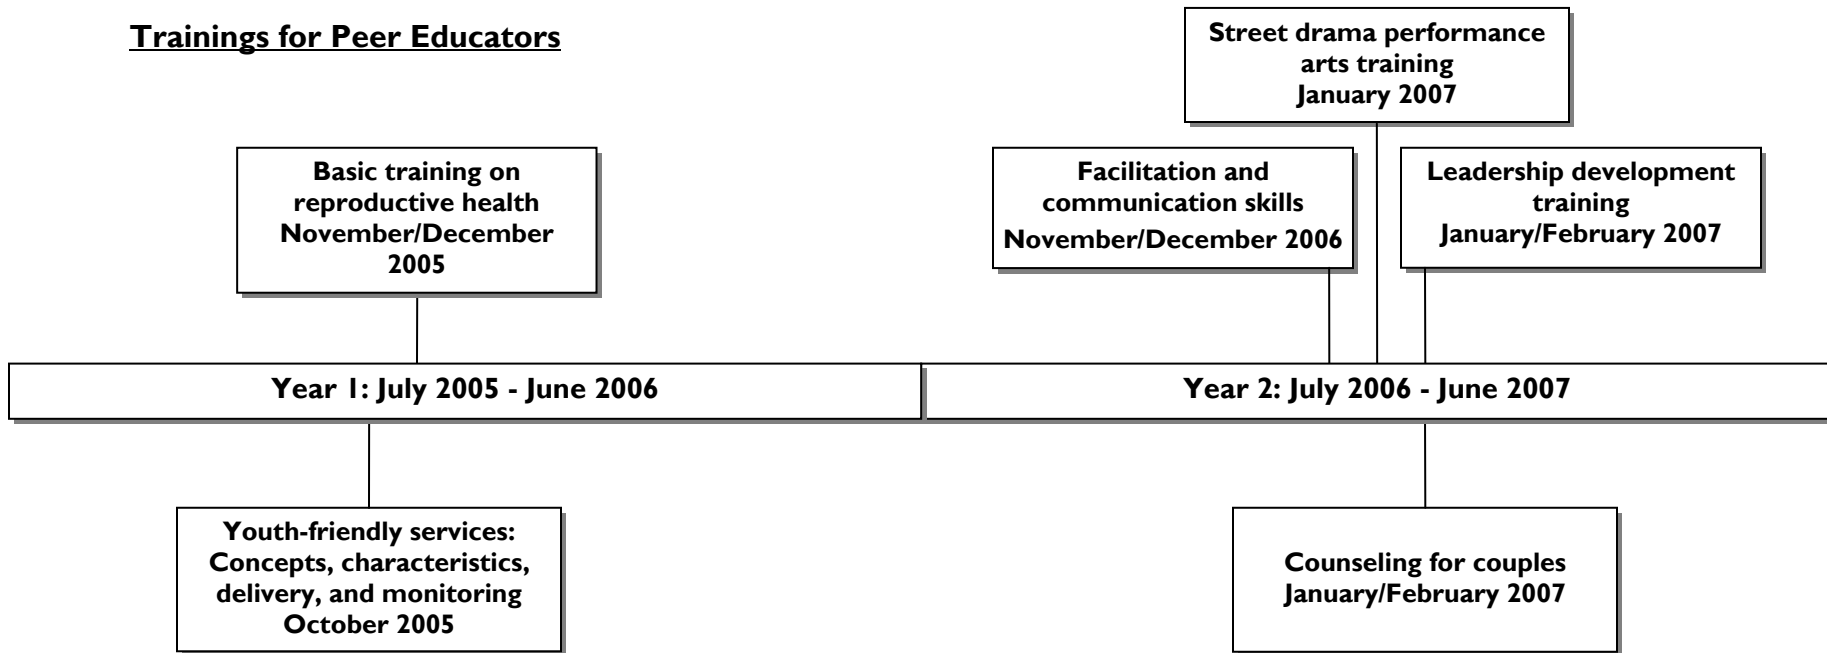 Trainings for Peer Educators
Street drama performance
arts training
January 2007
Basic training on
reproductive health
November/December
2005
Facilitation and
communication skills
November/December 2006
Leadership development
training
January/February 2007
Year 1: July 2005 - June 2006
Year 2: July 2006 - June 2007
Youth-friendly services:
Concepts, characteristics,
delivery, and monitoring
October 2005
Counseling for couples
January/February 2007